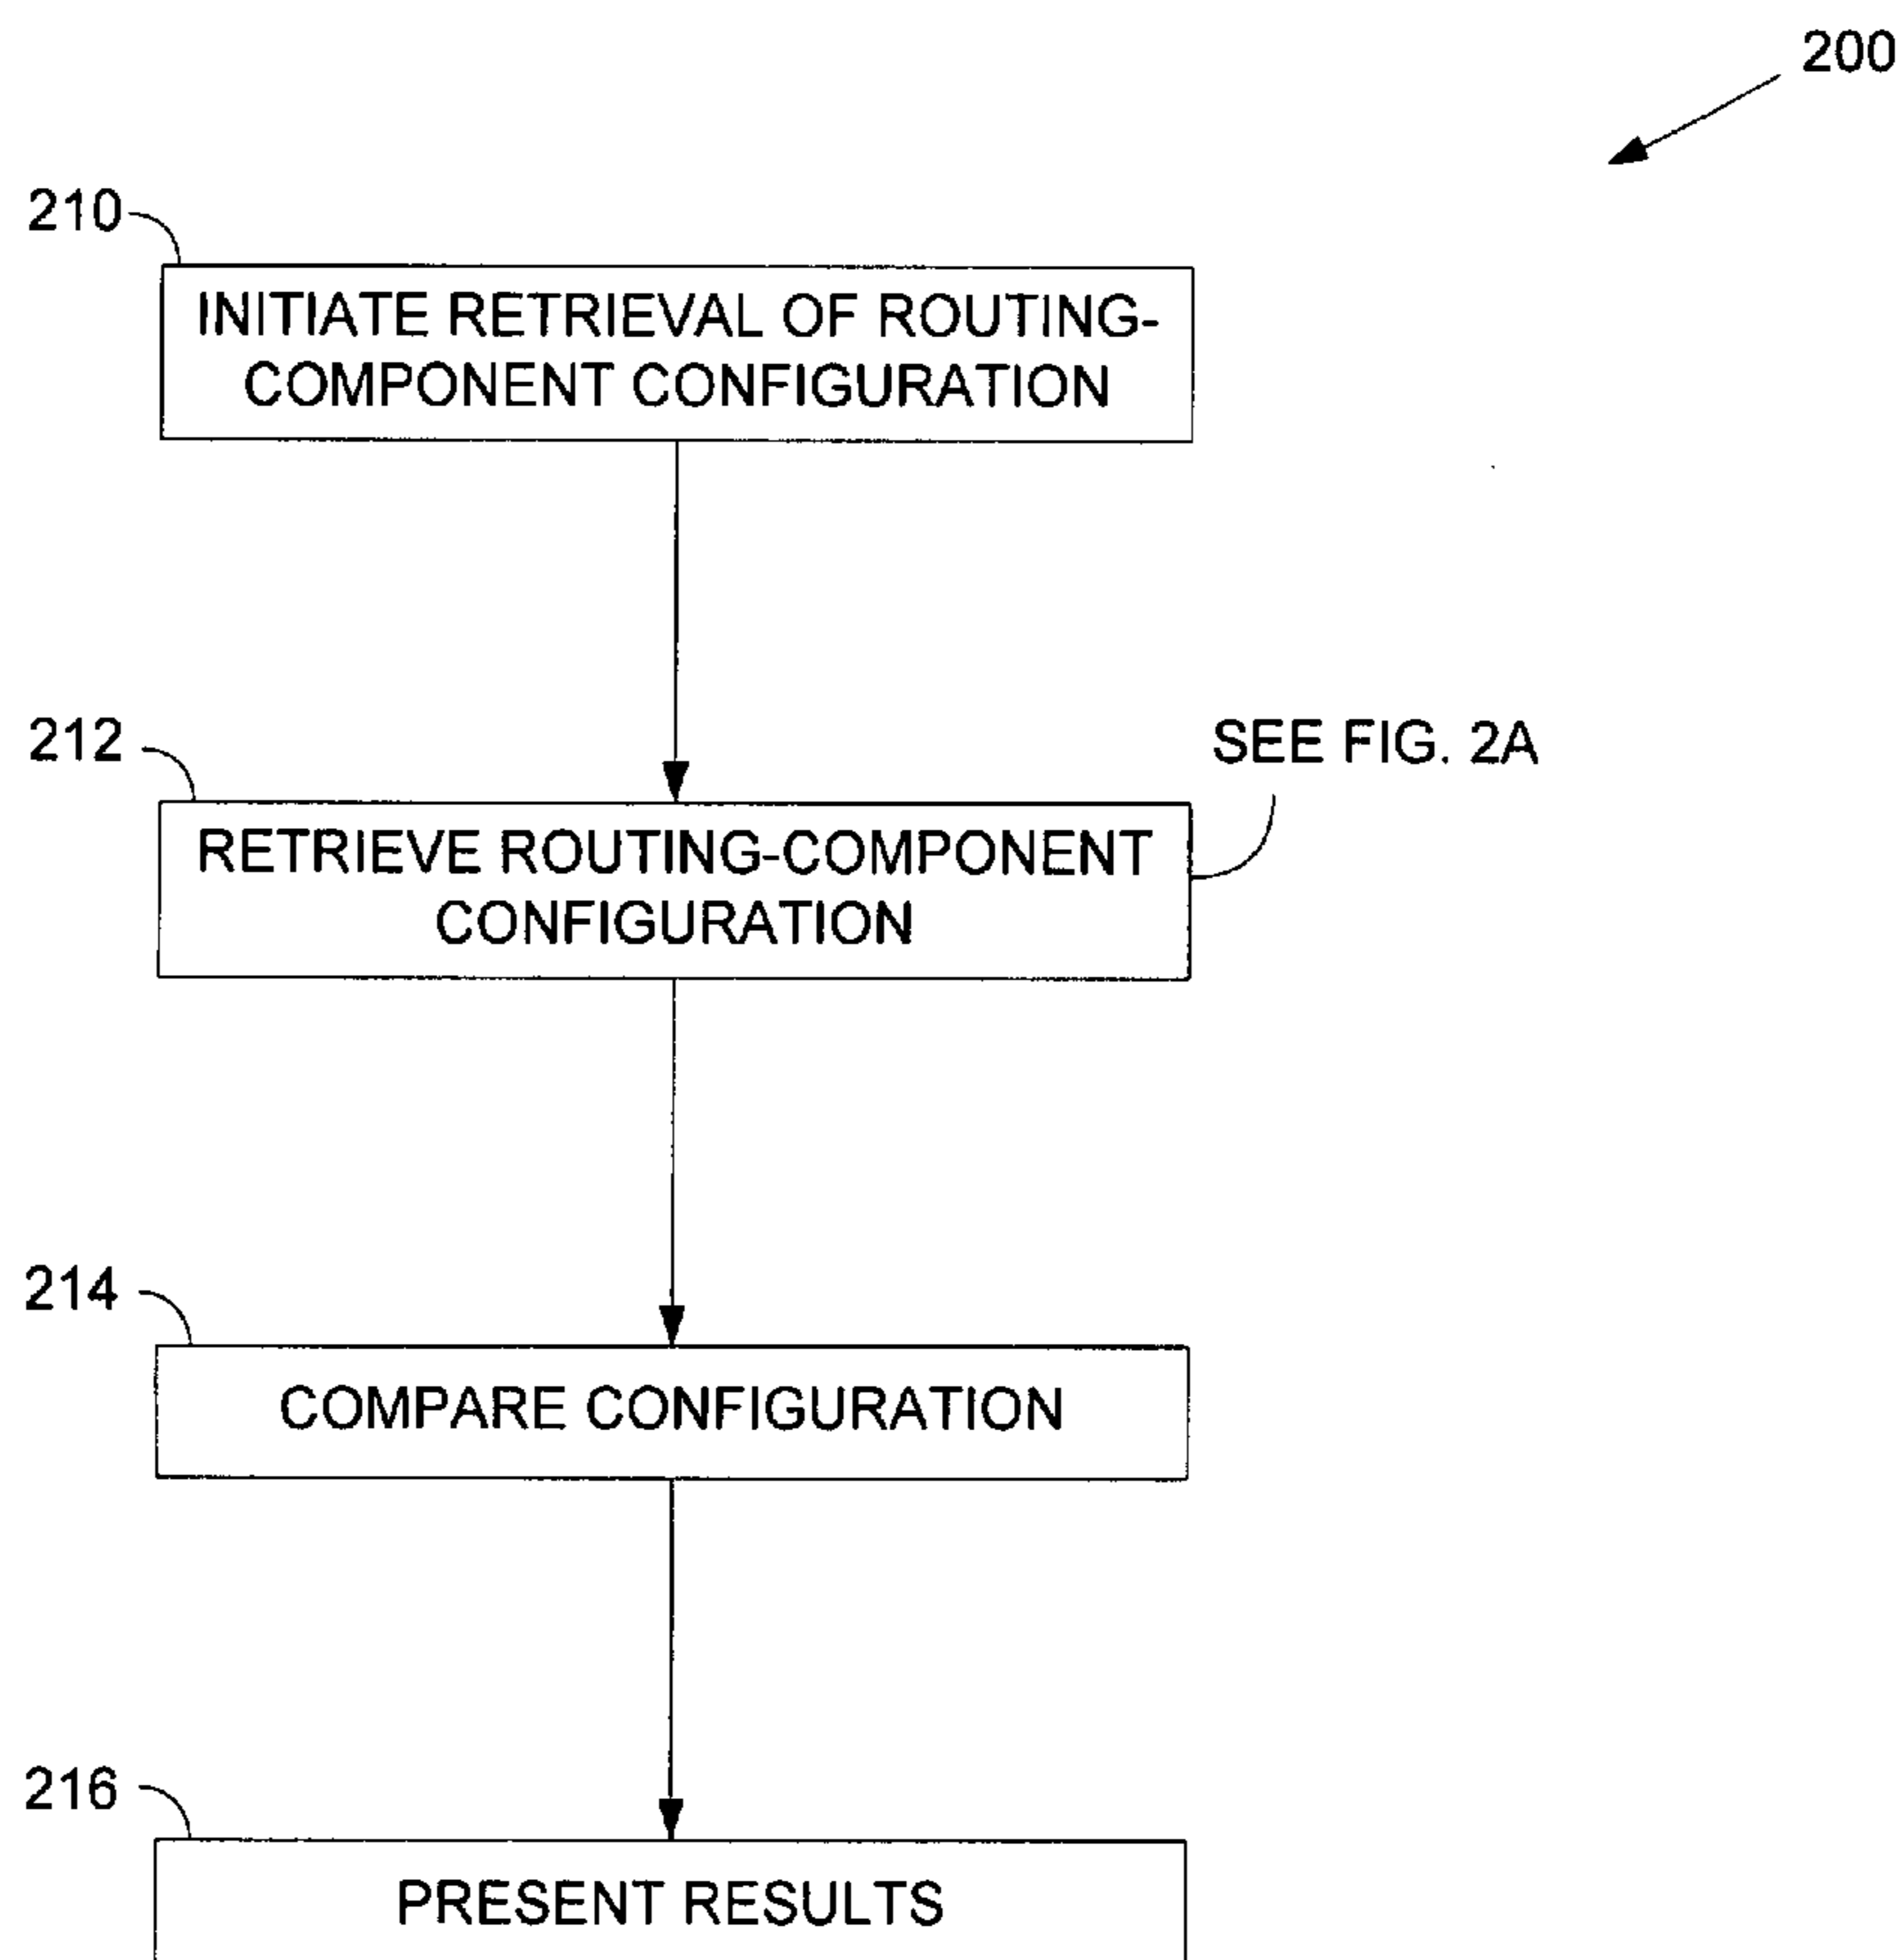 200
210
INITIATE RETRIEVAL OF ROUTING-
COMPONENT CONFIGURATION
212
SEE FIG. 2A
RETRIEVE ROUTING-COMPONENT
CONFIGURATION
214
COMPARE CONFIGURATION
216
PRESENT RESULTS